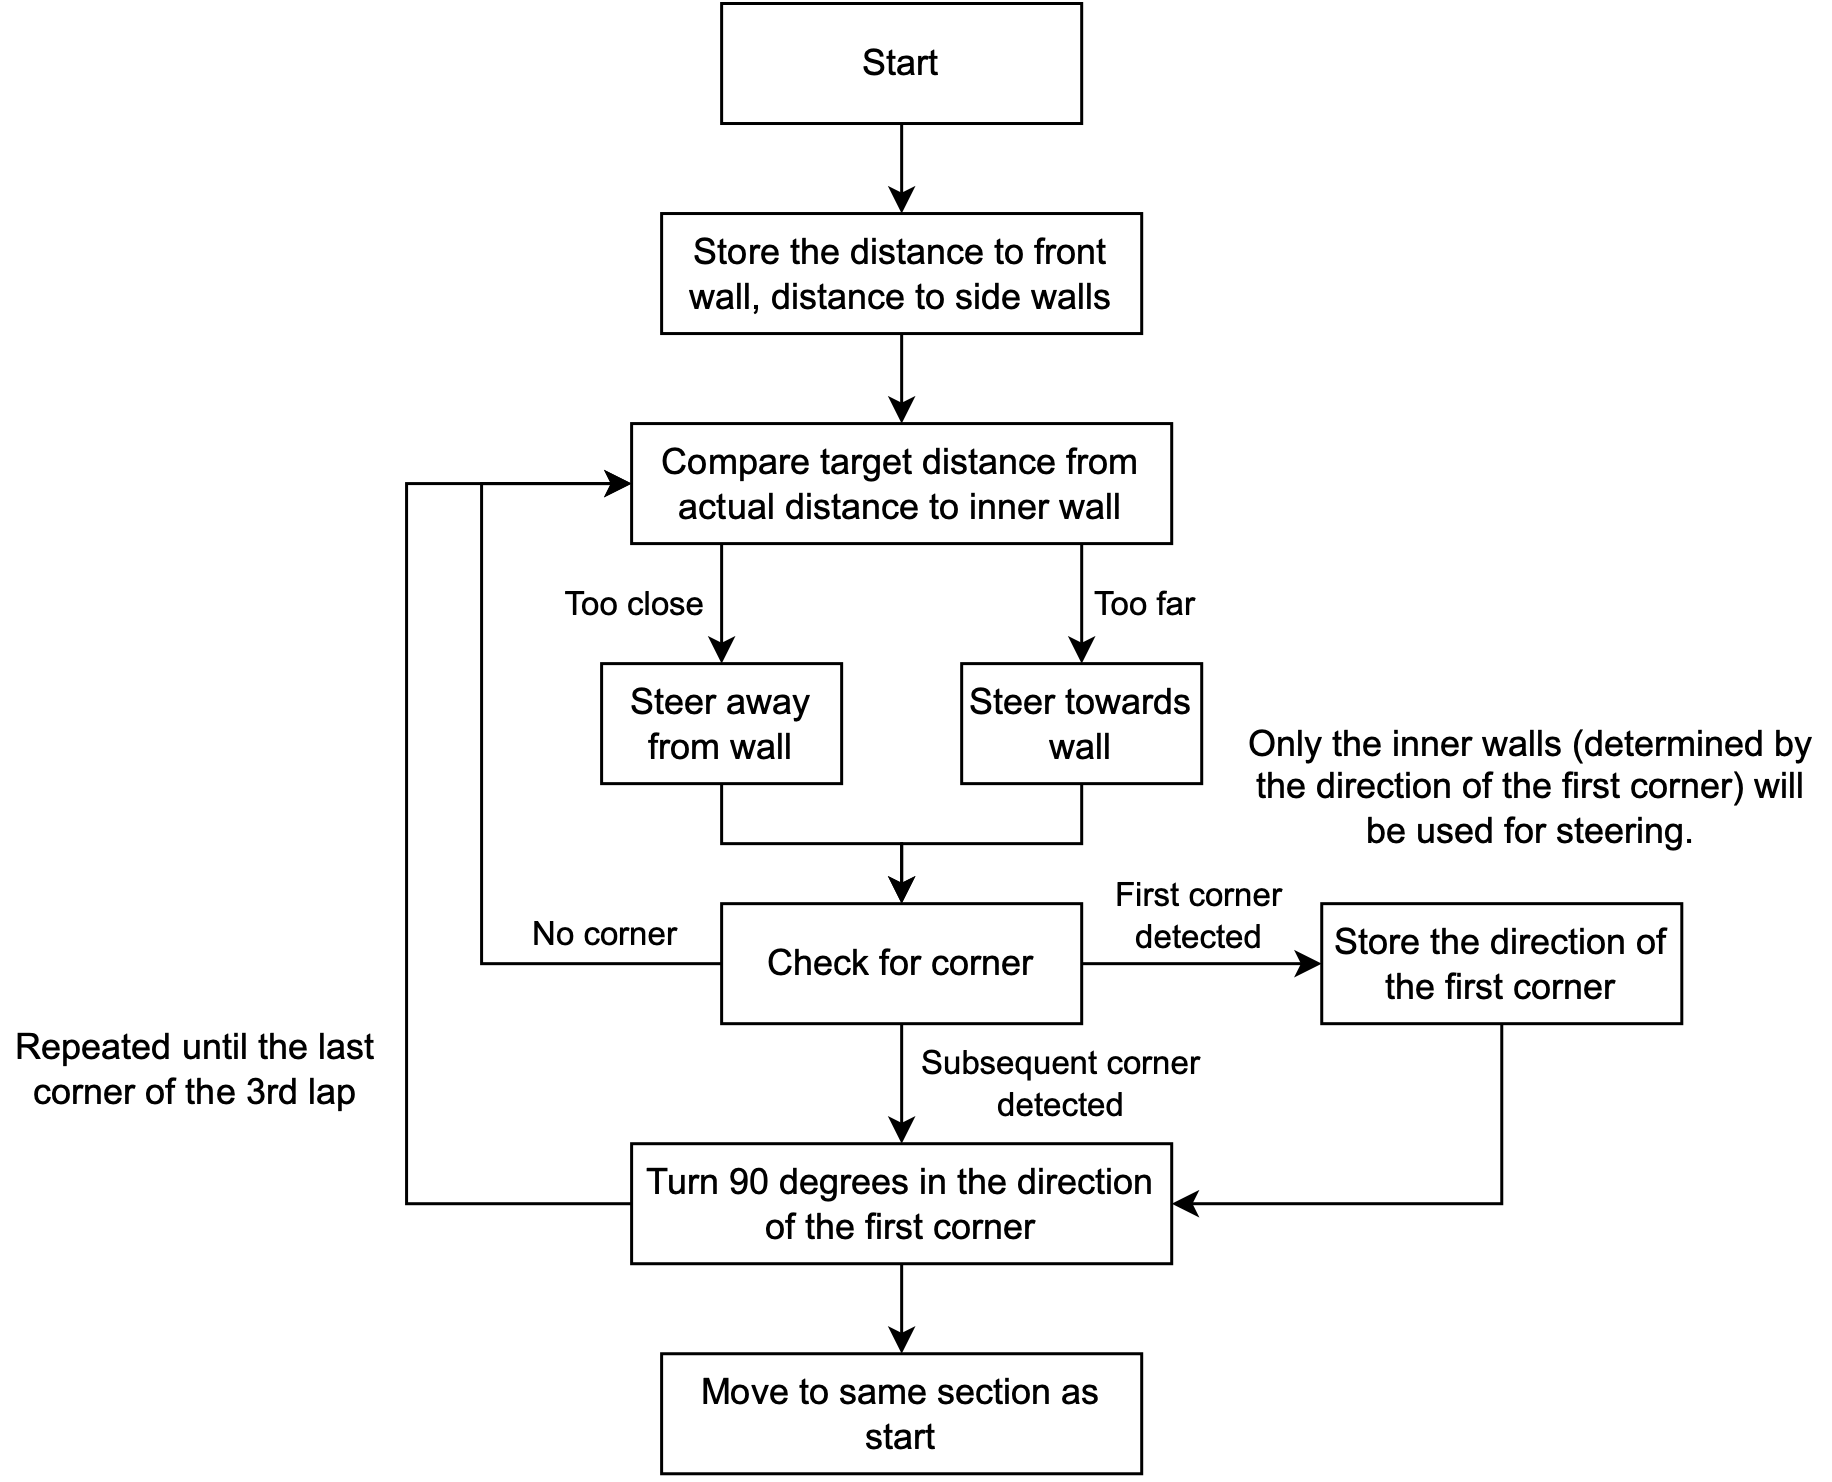 Start
Store the distance to front
wall, distance to side walls
Compare target distance from
actual distance to inner wall
Too close
Too far
Steer away
from wall
Steer towards
wall
Only the inner walls (determined by
the direction of the first corner) will
be used for steering.
No corner
Check for corner
First corner
detected
Store the direction of
the first corner
Repeated until the last
corner of the 3rd lap
Subsequent corner
detected
Turn 90 degrees in the direction
of the first corner
Move to same section as
start